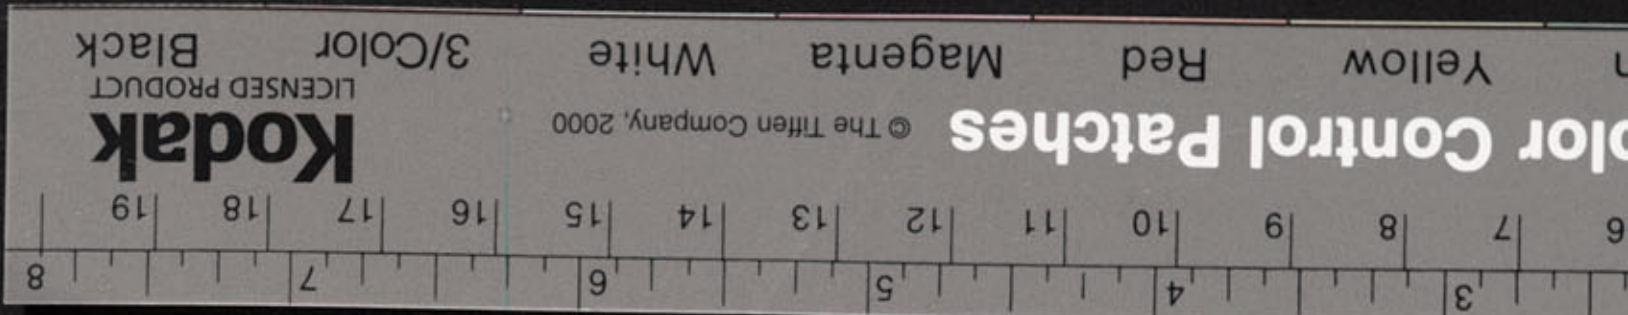 3 4 5 6 7 8
6 7 8 9 10 11 12 13 14 15 16 17 18 19
olor Control Patches © The Tiffen Company, 2000 Kodak
LICENSED PRODUCT
n Yellow Red Magenta White 3/Color Black